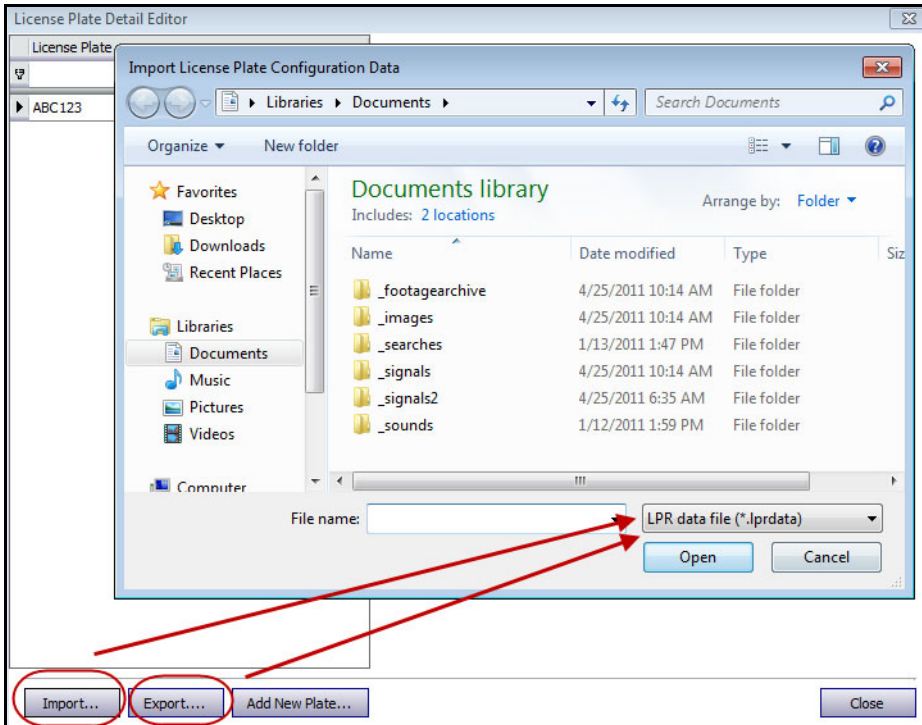 License Plate Detail Editor
License Plate
ABC123
Import License Plate Configuration Data
Libraries Documents
Search Documents
Organize New folder
Favorites
Desktop
Downloads
Recent Places
Libraries
Documents
Music
Pictures
Videos
Computer
Documents library
Includes: 2 locations
Arrange by: Folder
Name Date modified Type Siz
_footagearchive 4/25/2011 10:14 AM File folder
_images 4/25/2011 10:14 AM File folder
_searches 1/13/2011 1:47 PM File folder
_signals 4/25/2011 10:14 AM File folder
_signals2 4/25/2011 6:35 AM File folder
_sounds 1/12/2011 1:59 PM File folder
File name:
LPR data file (*.lprdata)
Open Cancel
Import... Export.... Add New Plate... Close